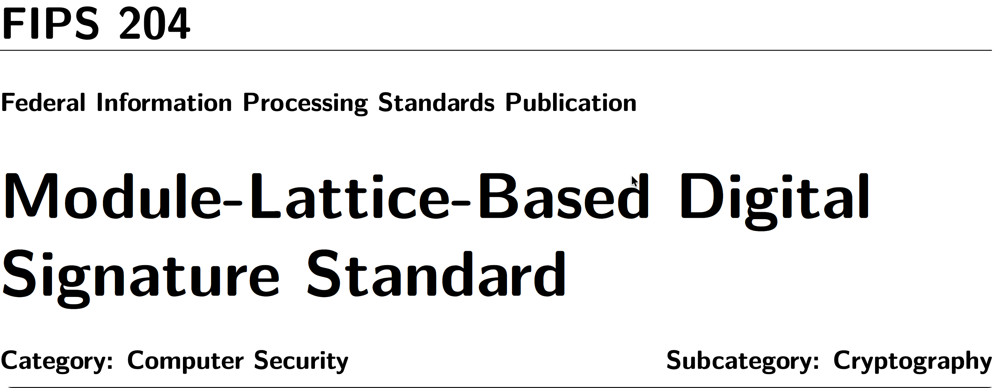 FIPS 204
Federal Information Processing Standards Publication
Module-Lattice-Based Digital
Signature Standard
Category: Computer Security Subcategory: Cryptography